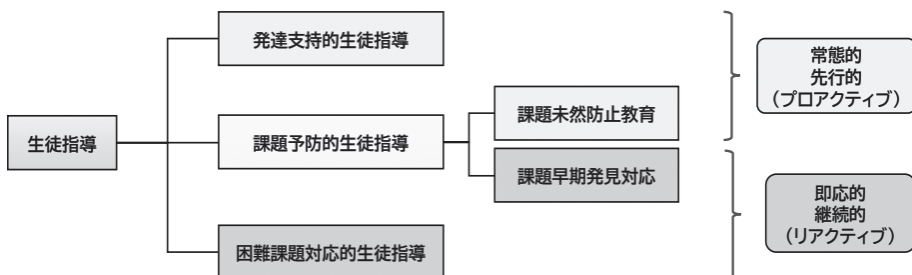 発達支持的生徒指導
常態的
先行的
(プロアクティブ)
課題未然防止教育
生徒指導
課題予防的生徒指導
課題早期発見対応
即応的
継続的
(リアクティブ)
困難課題対応的生徒指導